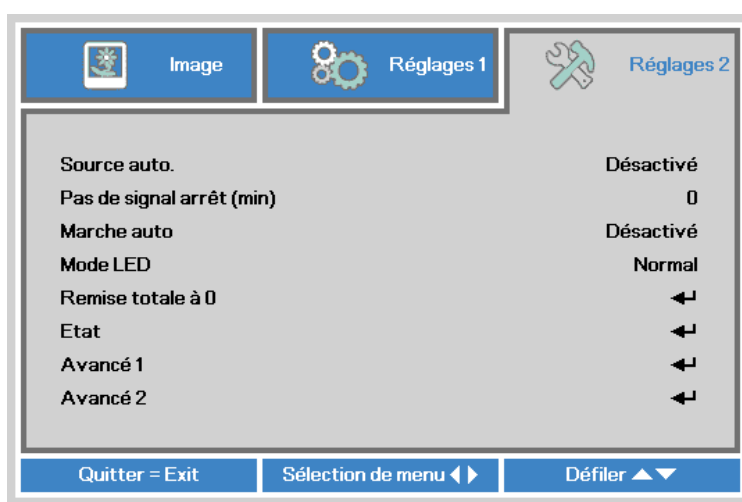 Image
Réglages 1
Réglages 2
Source auto. Désactivé
Pas de signal arrêt (min) 0
Marche auto Désactivé
Mode LED Normal
Remise totale à 0
Etat
Avancé 1
Avancé 2
Quitter = Exit
Sélection de menu
Défiler